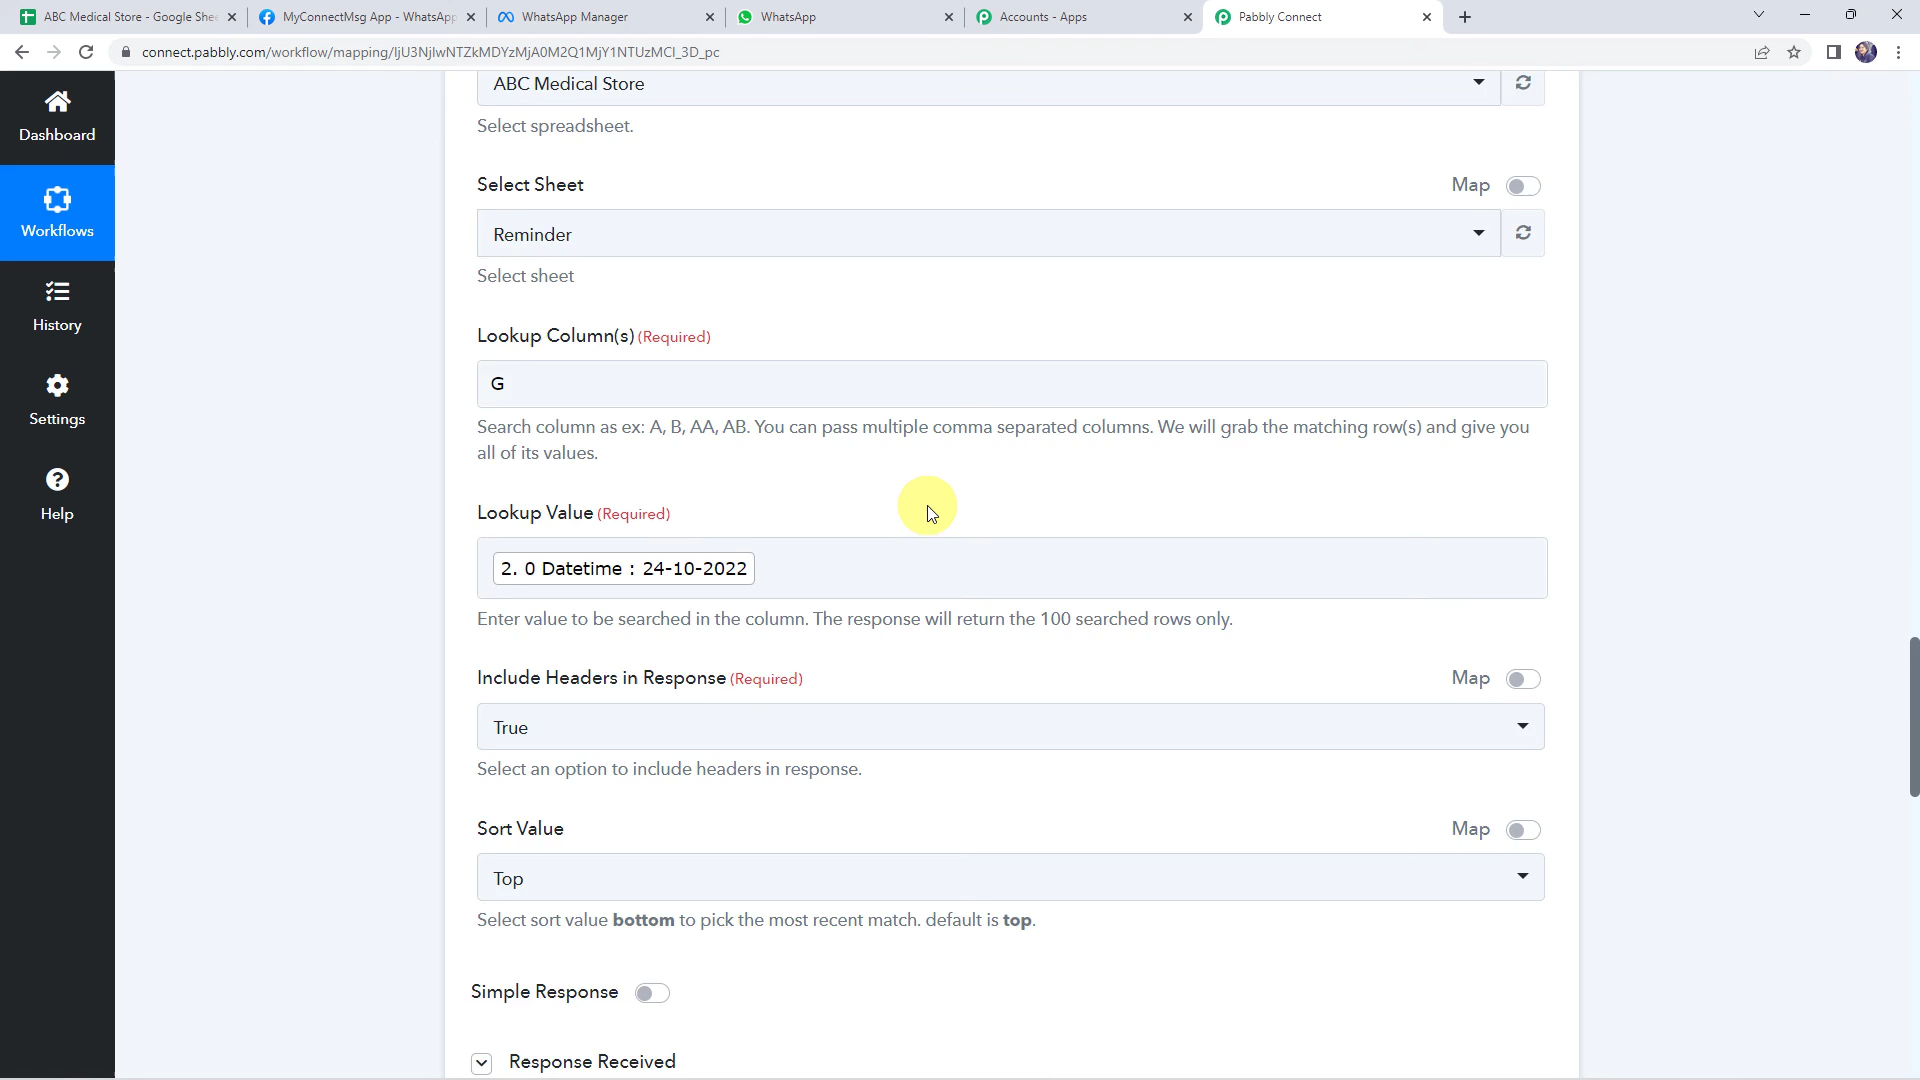 ABC Medical Store - Google She
MyConnectMsg App - WhatsApp
WhatsApp Manager
WhatsApp
Accounts - Apps
Pabbly Connect
connect.pabbly.com/workflow/mapping/IjU3NjIwNTZkMDYzMjA0M2Q1MjY1NTUzMCI_3D_pc
Dashboard
Workflows
History
Settings
Help
ABC Medical Store
Select spreadsheet.
Select Sheet
Map
Reminder
Select sheet
Lookup Column(s) (Required)
G
Search column as ex: A, B, AA, AB. You can pass multiple comma separated columns. We will grab the matching row(s) and give you
all of its values.
Lookup Value (Required)
2. 0 Datetime : 24-10-2022
Enter value to be searched in the column. The response will return the 100 searched rows only.
Include Headers in Response (Required)
Map
True
Select an option to include headers in response.
Sort Value
Map
Top
Select sort value bottom to pick the most recent match. default is top.
Simple Response
Response Received